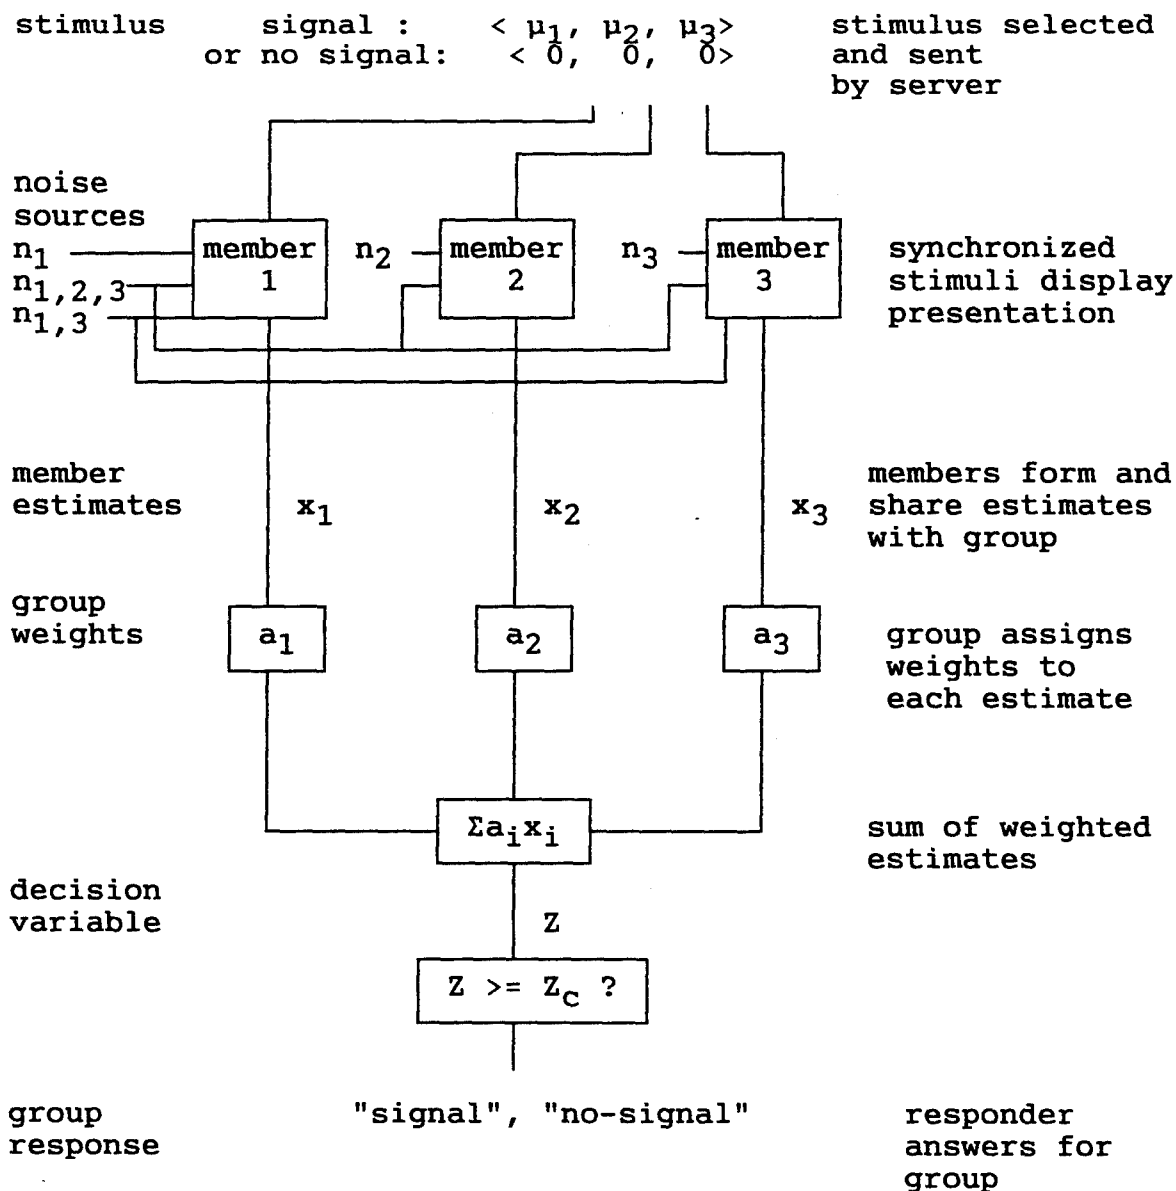 stimulus signal : < μ1, μ2, μ3> stimulus selected
or no signal: < 0, 0, 0> and sent
by server
noise
sources
n1 member n2 member n3 member synchronized
n1,2,3 1 2 3 stimuli display
n1,3 presentation
member members form and
estimates x1 x2 x3 share estimates
with group
group
weights a1 a2 a3 group assigns
weights to
each estimate
Σaixi sum of weighted
estimates
decision
variable Z
Z >= Zc ?
group "signal", "no-signal" responder
response answers for
group